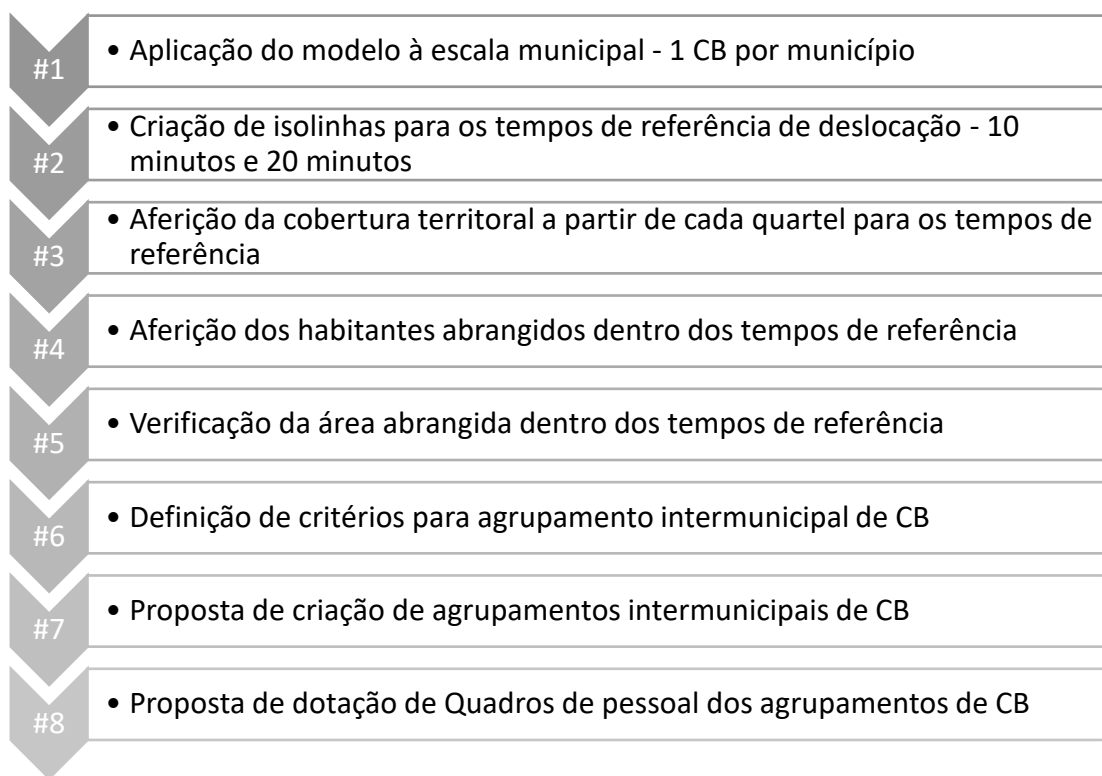 #1
• Aplicação do modelo à escala municipal - 1 CB por município
#2
• Criação de isolinhas para os tempos de referência de deslocação - 10
minutos e 20 minutos
#3
• Aferição da cobertura territoral a partir de cada quartel para os tempos de
referência
#4
• Aferição dos habitantes abrangidos dentro dos tempos de referência
#5
• Verificação da área abrangida dentro dos tempos de referência
#6
• Definição de critérios para agrupamento intermunicipal de CB
#7
• Proposta de criação de agrupamentos intermunicipais de CB
#8
• Proposta de dotação de Quadros de pessoal dos agrupamentos de CB